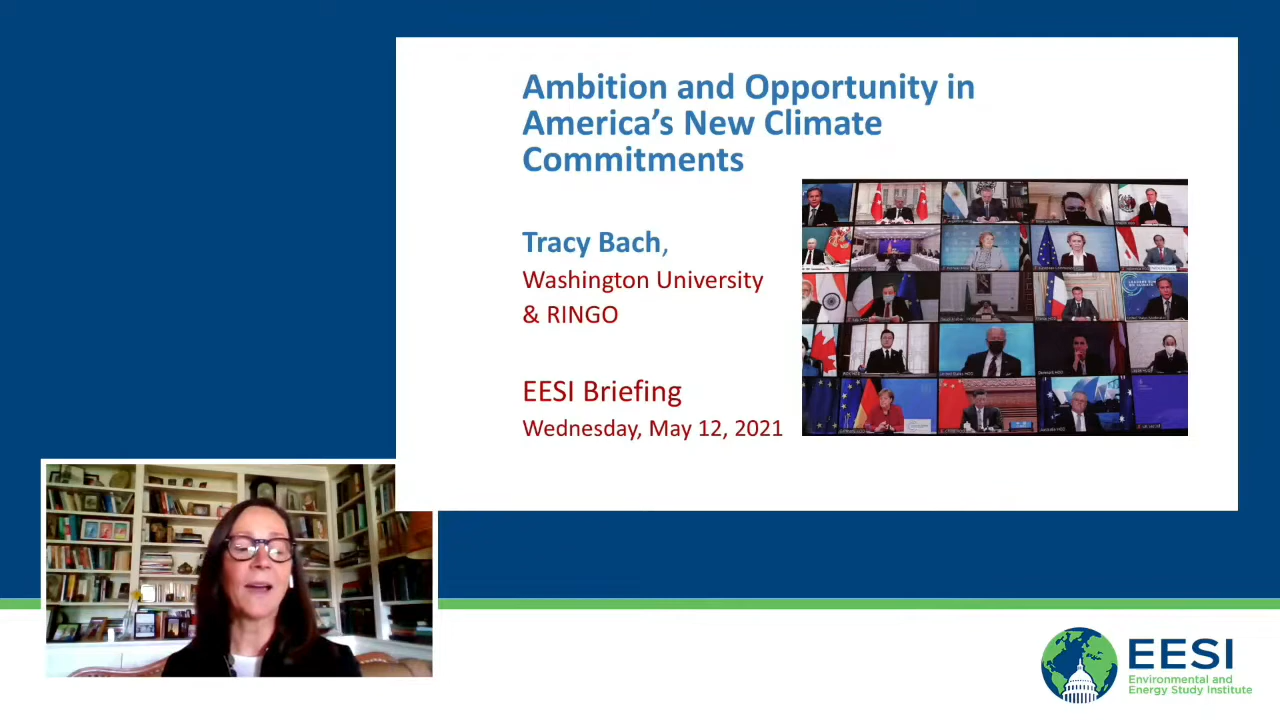 Ambition and Opportunity in
America's New Climate
Commitments
Tracy Bach,
Washington University
& RINGO
EESI Briefing
Wednesday, May 12, 2021
EESI
Environmental and
Energy Study Institute